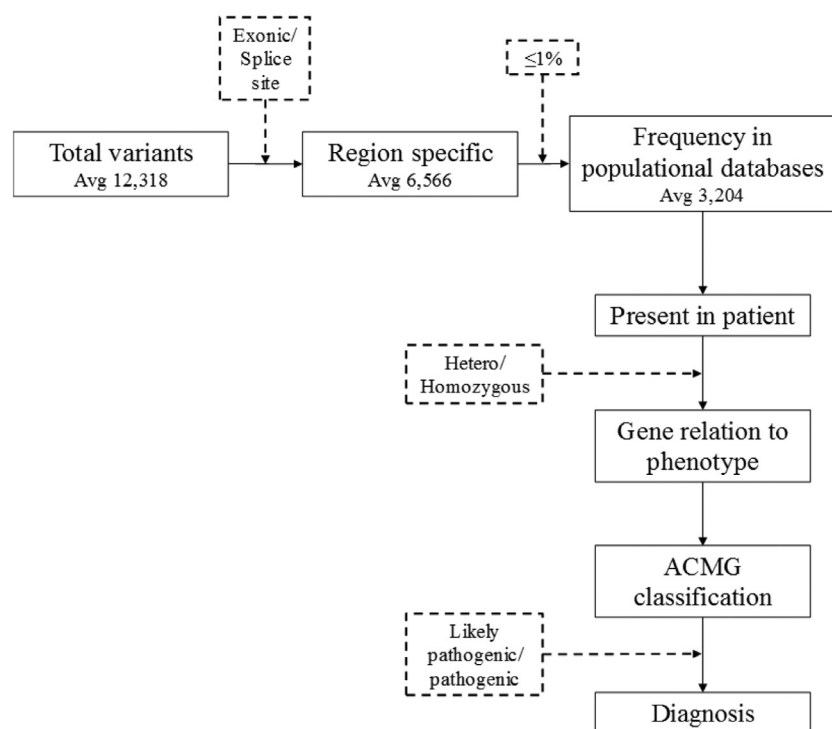 Exonic/
Splice
site
≤1%
Total variants
Avg 12,318
Region specific
Avg 6,566
Frequency in
populational databases
Avg 3,204
Present in patient
Hetero/
Homozygous
Gene relation to
phenotype
ACMG
classification
Likely
pathogenic/
pathogenic
Diagnosis